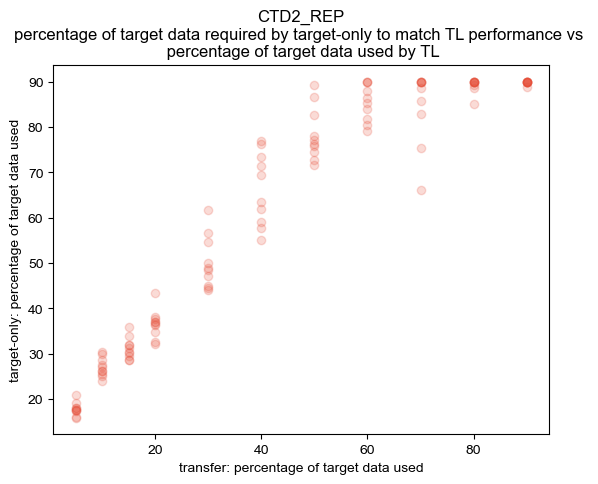 CTD2_REP
percentage of target data required by target-only to match TL performance vs
percentage of target data used by TL
target-only: percentage of target data used
90
80
70
60
50
40
30
20
20
40
60
80
transfer: percentage of target data used